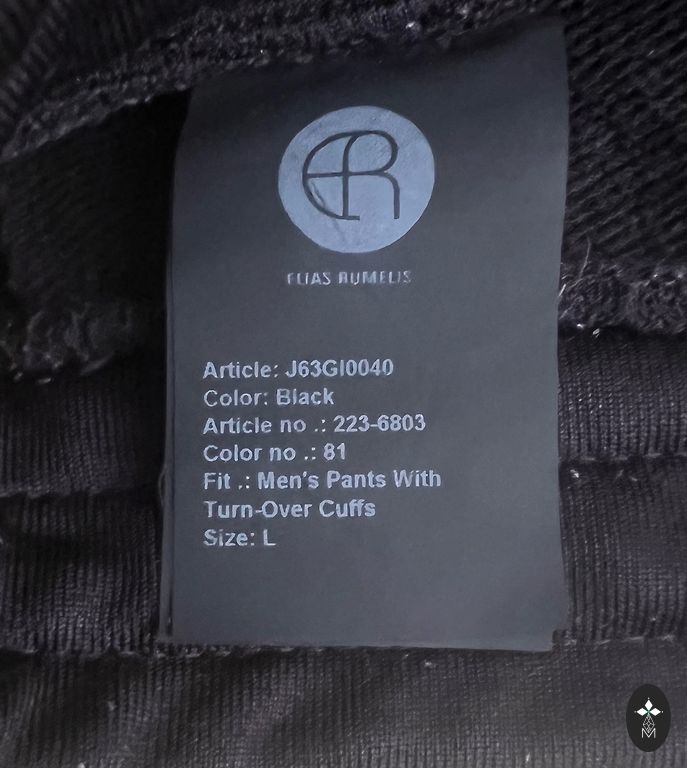 ER
ELIAS RUMELIS
Article: J63GI0040
Color: Black
Article no .: 223-6803
Color no .: 81
Fit .: Men's Pants With
Turn-Over Cuffs
Size: L
M